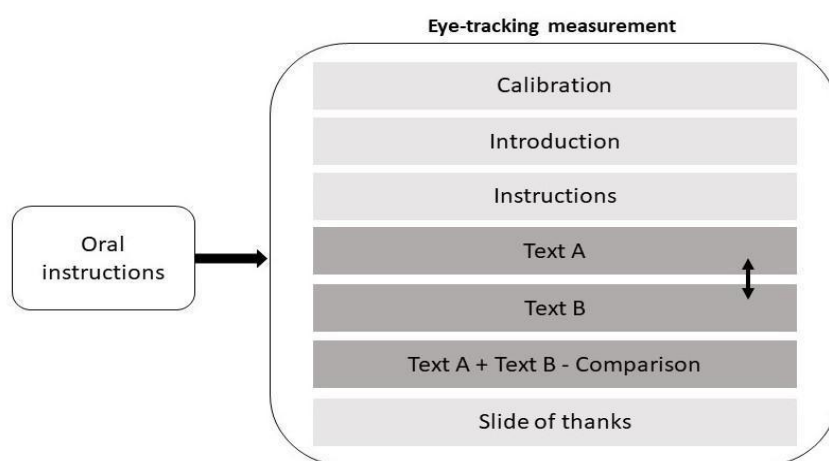 Eye-tracking measurement
Calibration
Introduction
Instructions
Oral
instructions
Text A
Text B
Text A + Text B - Comparison
Slide of thanks